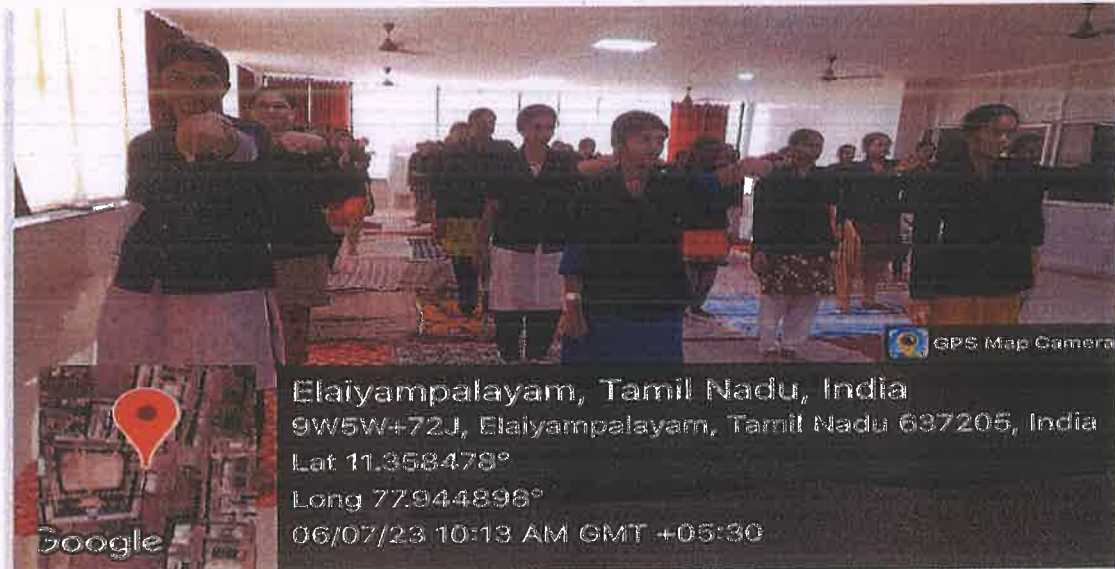 GPS Map Camera
Elaiyampalayam, Tamil Nadu, India
9W5W+72J, Elaiyampalayam, Tamil Nadu 637205, India
Lat 11.358478°
Long 77.944898°
06/07/23 10:13 AM GMT +05:30
Google